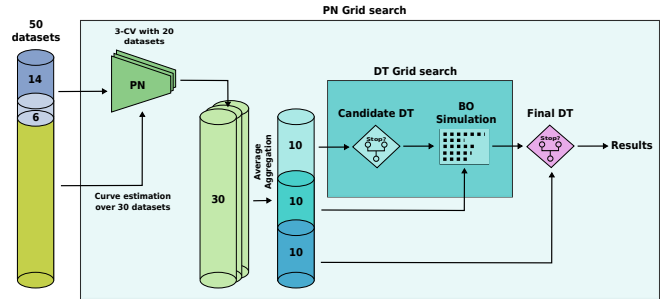 PN Grid search
50
datasets
14
6
3-CV with 20
datasets
PN
Curve estimation
over 30 datasets
30
Average
Aggregation
10
10
10
DT Grid search
Candidate DT
Stop?
BO
Simulation
Final DT
Stop?
Results